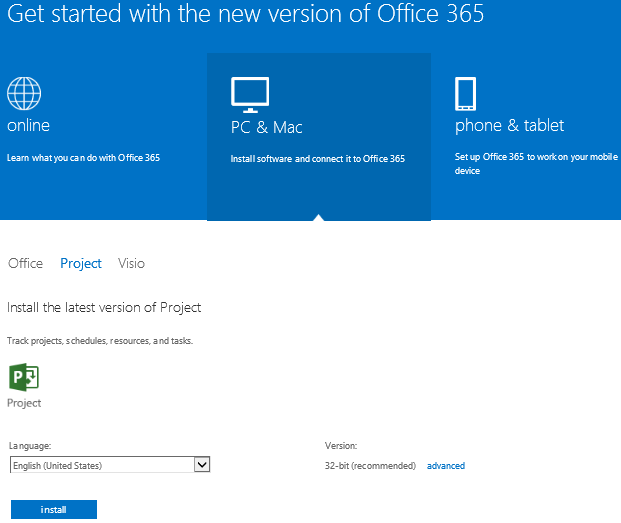 Get started with the new version of Office 365
online
Learn what you can do with Office 365
PC & Mac
Install software and connect it to Office 365
phone & tablet
Set up Office 365 to work on your mobile
device
Office Project Visio
Install the latest version of Project
Track projects, schedules, resources, and tasks.
P
Project
Language:
English (United States)
Version:
32-bit (recommended) advanced
install